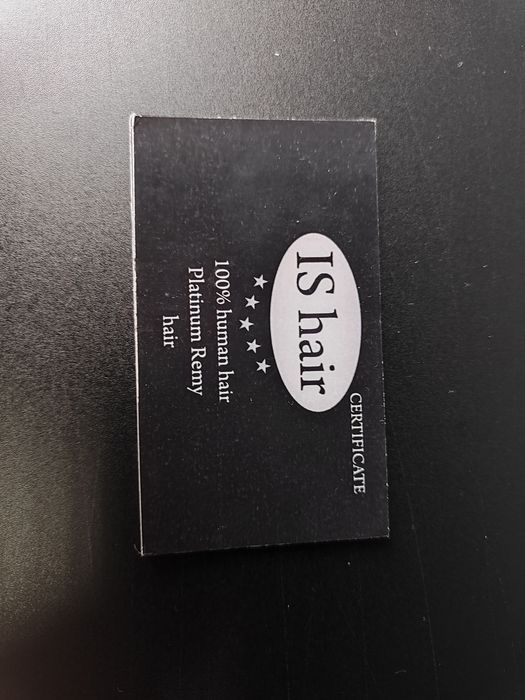 CERTIFICATE
IS hair
★★★★★
100% human hair
Platinum Remy
hair